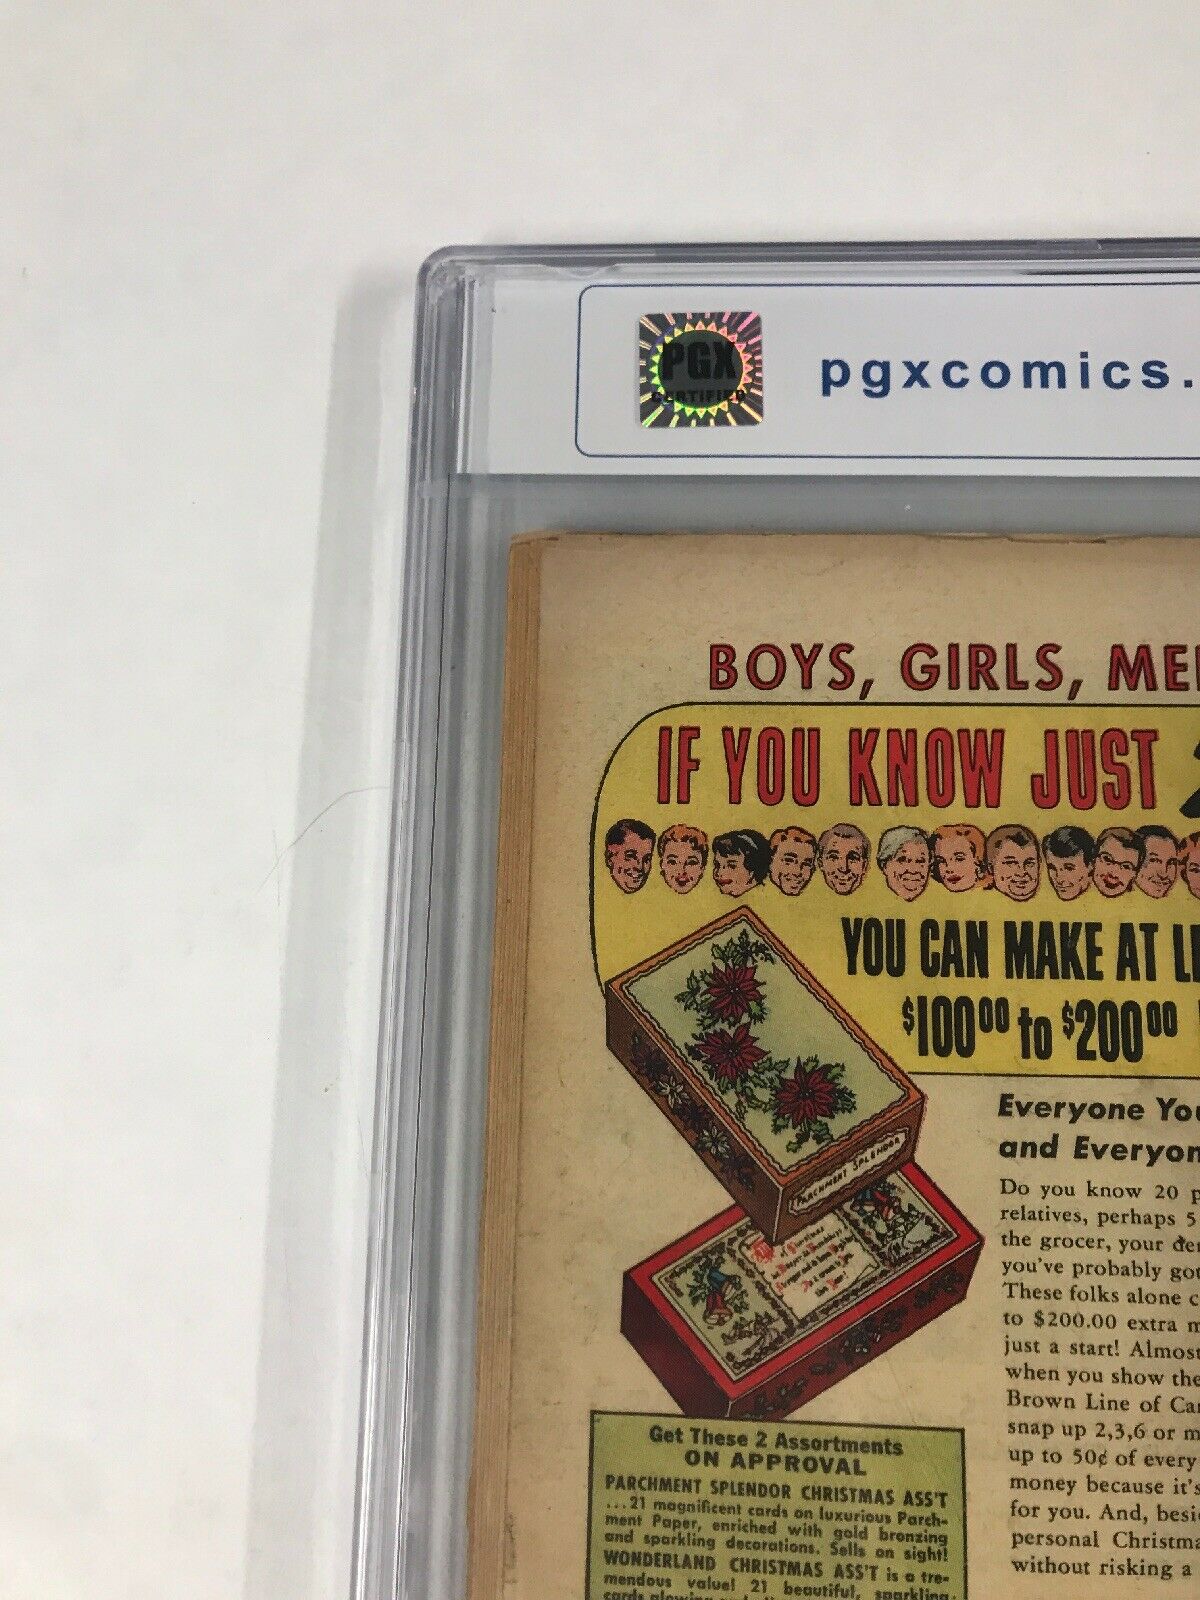 PGX
CERTIFIED
pgxcomics.
BOYS, GIRLS, ME
IF YOU KNOW JUST
YOU CAN MAKE AT LE
$100.00 to $200.00
PARCHMENT SPLENDOR
Everyone You
and Everyon
Do you know 20 p
relatives, perhaps 5
the grocer, your den
you've probably got
These folks alone c
to $200.00 extra m
just a start! Almost
when you show the
Brown Line of Car
snap up 2,3,6 or m
up to 50¢ of every
money because it's
for you. And, besi
personal Christma
without risking a
Get These 2 Assortments
ON APPROVAL
PARCHMENT SPLENDOR CHRISTMAS ASS'T
...21 magnificent cards on luxurious Parch-
ment Paper, enriched with gold bronzing
and sparkling decorations. Sells on sight!
WONDERLAND CHRISTMAS ASS'T is a tre-
mendous value! 21 beautiful, sparkling
cards glowing